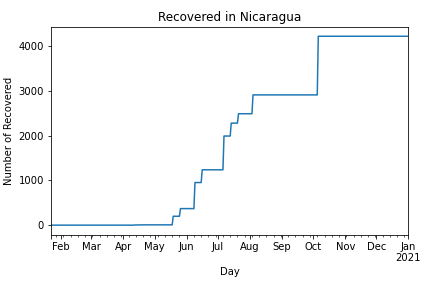 Recovered in Nicaragua
Number of Recovered
4000
3000
2000
1000
0
Feb Mar Apr May Jun Jul Aug Sep Oct Nov Dec Jan
2021
Day